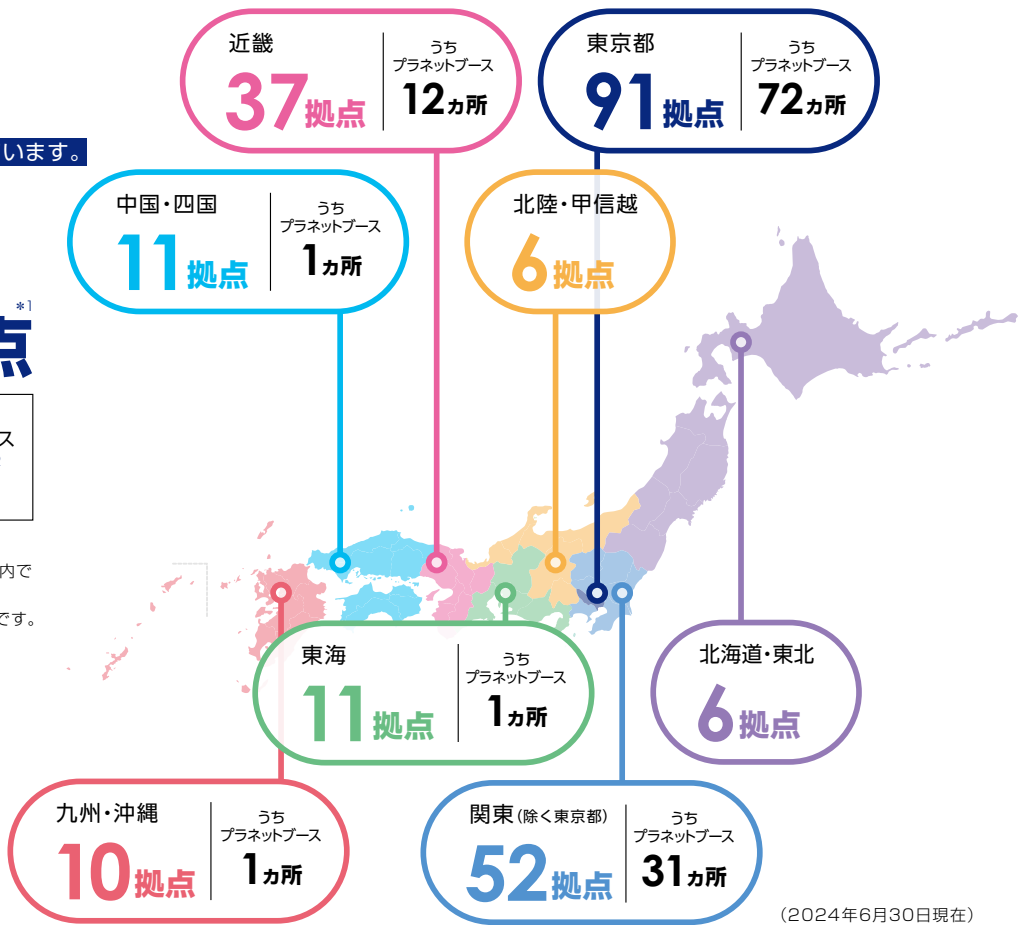 近畿
37拠点
うち
プラネットブース
12ヵ所
東京都
91拠点
うち
プラネットブース
72ヵ所
います。
中国・四国
11拠点
うち
プラネットブース
1ヵ所
北陸・甲信越
6拠点
*1
点
ス
内で
です。
東海
11拠点
うち
プラネットブース
1ヵ所
北海道・東北
6拠点
九州・沖縄
10拠点
うち
プラネットブース
1ヵ所
関東(除く東京都)
52拠点
うち
プラネットブース
31ヵ所
(2024年6月30日現在)